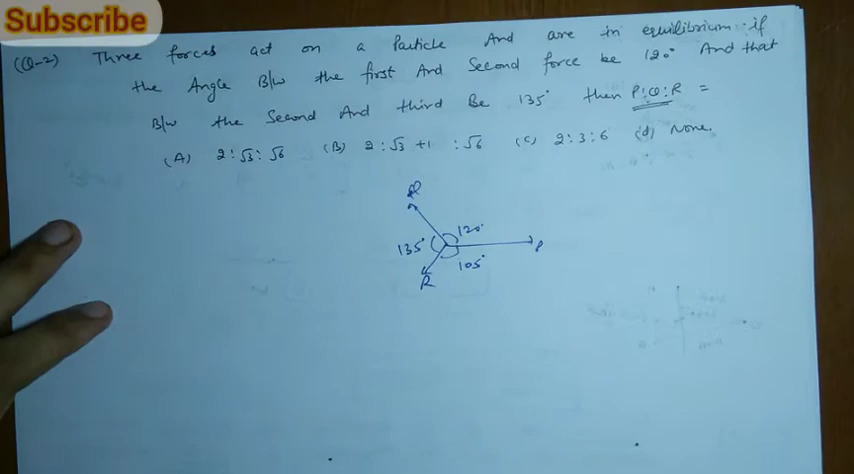 Subscribe
(Q-2) Three forces act on a Particle And are in equilibrium if
the Angle B/w the first And Second force be 120° And that
B/w the Second And third Be 135° then P:Q:R =
(A) 2:√3:√6 (B) 2:√3+1:√6 (C) 2:3:6 (d) None.
Q
120°
135°
P
105°
R